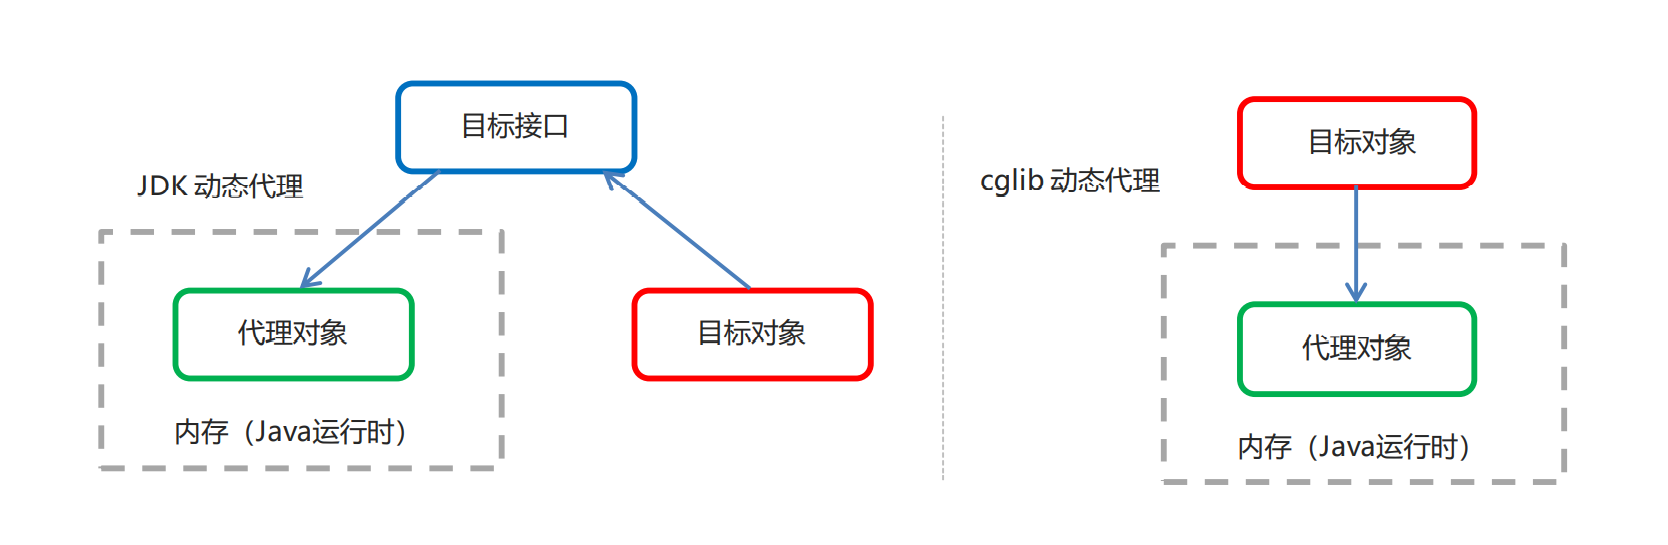 目标接口
JDK 动态代理
代理对象
目标对象
内存（Java运行时）
目标对象
cglib 动态代理
代理对象
内存（Java运行时）